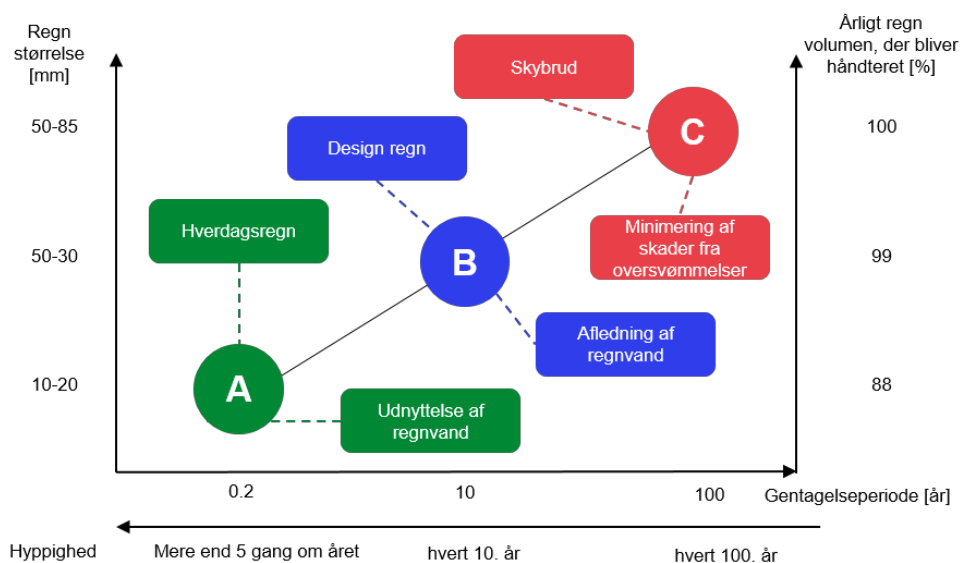 Regn
størrelse
[mm]
Årligt regn
volumen, der bliver
håndteret [%]
Skybrud
50-85
C
100
Design regn
Hverdagsregn
Minimering af
skader fra
oversvømmelser
50-30
B
99
Afledning af
regnvand
10-20
A
88
Udnyttelse af
regnvand
0.2
10
100
Gentagelseperiode [år]
Hyppighed
Mere end 5 gang om året
hvert 10. år
hvert 100. år